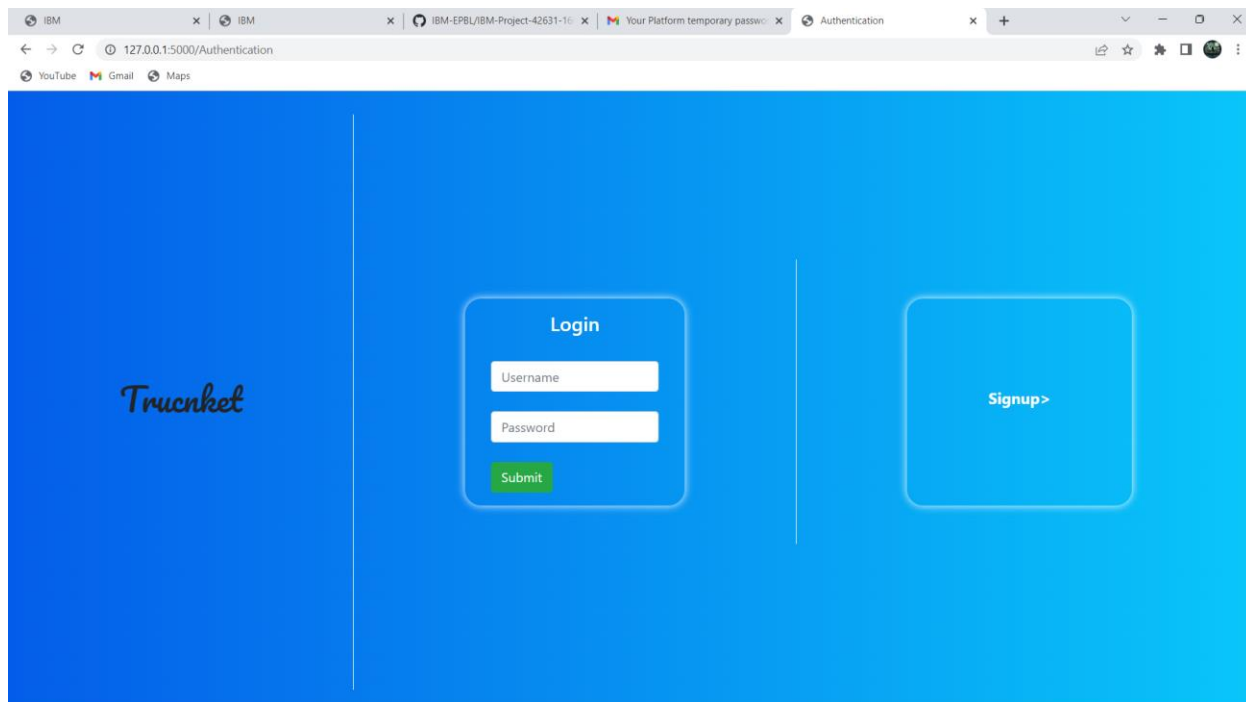 IBM
IBM
IBM-EPBL/IBM-Project-42631-16
Your Platform temporary passwor
Authentication
127.0.0.1:5000/Authentication
YouTube
Gmail
Maps
Trucnket
Login
Username
Password
Submit
Signup>